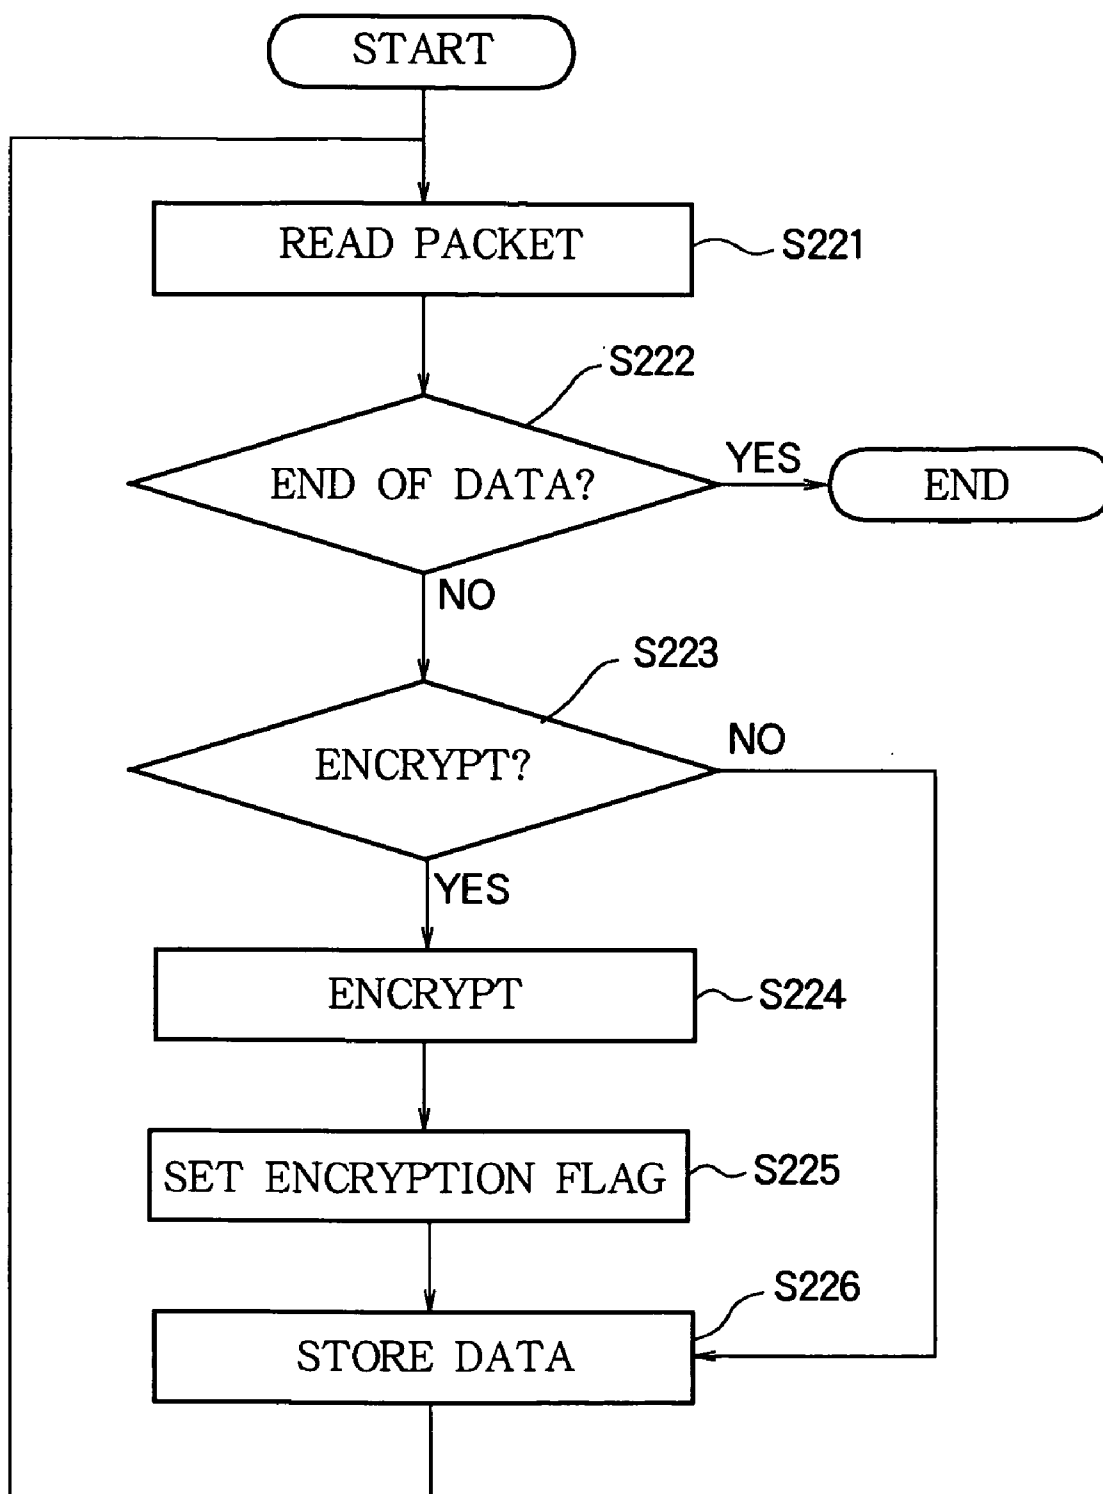 START
READ PACKET
S221
S222
END OF DATA?
YES
END
NO
S223
ENCRYPT?
NO
YES
ENCRYPT
S224
SET ENCRYPTION FLAG
S225
S226
STORE DATA